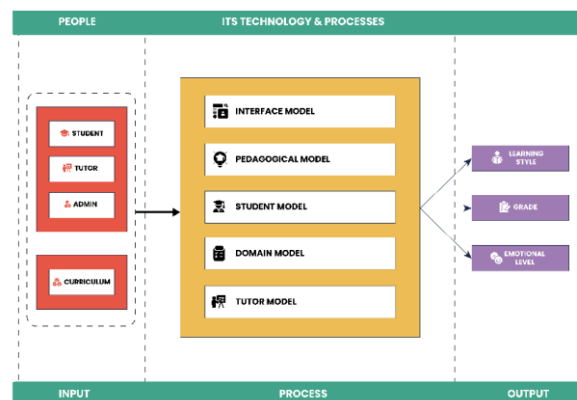 PEOPLE
ITS TECHNOLOGY & PROCESSES
STUDENT
TUTOR
ADMIN
CURRICULUM
INTERFACE MODEL
PEDAGOGICAL MODEL
STUDENT MODEL
DOMAIN MODEL
TUTOR MODEL
LEARNING
STYLE
GRADE
EMOTIONAL
LEVEL
INPUT
PROCESS
OUTPUT